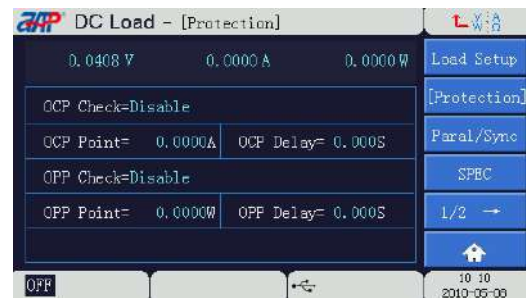 AAP DC Load - [Protection]
V A
W Ω
0.0408 V 0.0000 A 0.0000 W
Load Setup
[Protection]
Paral/Sync
SPEC
1/2 →
OCP Check=Disable
OCP Point= 0.0000A OCP Delay= 0.000S
OPP Check=Disable
OPP Point= 0.0000W OPP Delay= 0.000S
OFF
10 10
2010-05-03